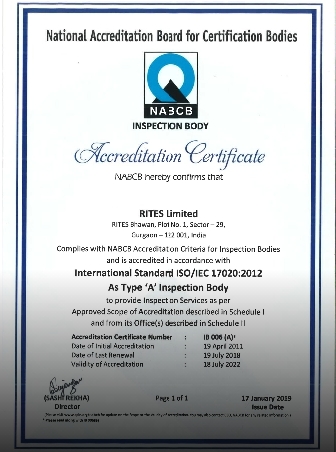 National Accreditation Board for Certification Bodies
NABCB
INSPECTION BODY
Accreditation Certificate
NABCB hereby confirms that
RITES Limited
RITES Bhawan, Plot No. 1, Sector – 29,
Gurgaon – 122 001, India
Complies with NABCB Accreditation Criteria for Inspection Bodies
and is accredited in accordance with
International Standard ISO/IEC 17020:2012
As Type 'A' Inspection Body
to provide Inspection Services as per
Approved Scope of Accreditation described in Schedule I
and from its Office(s) described in Schedule II
Accreditation Certificate Number : IB 006 (A)*
Date of Initial Accreditation : 19 April 2011
Date of Last Renewal : 19 July 2018
Validity of Accreditation : 18 July 2022
(SASHI REKHA) Page 1 of 1 17 January 2019
Director Issue Date